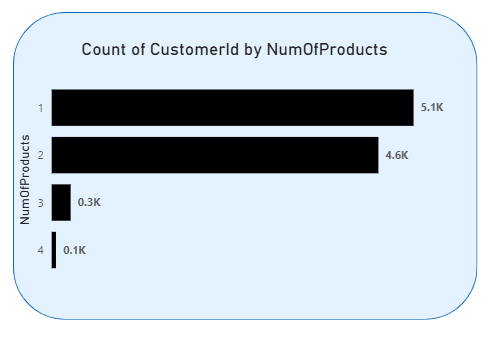 Count of CustomerId by NumOfProducts
NumOfProducts
1 5.1K
2 4.6K
3 0.3K
4 0.1K